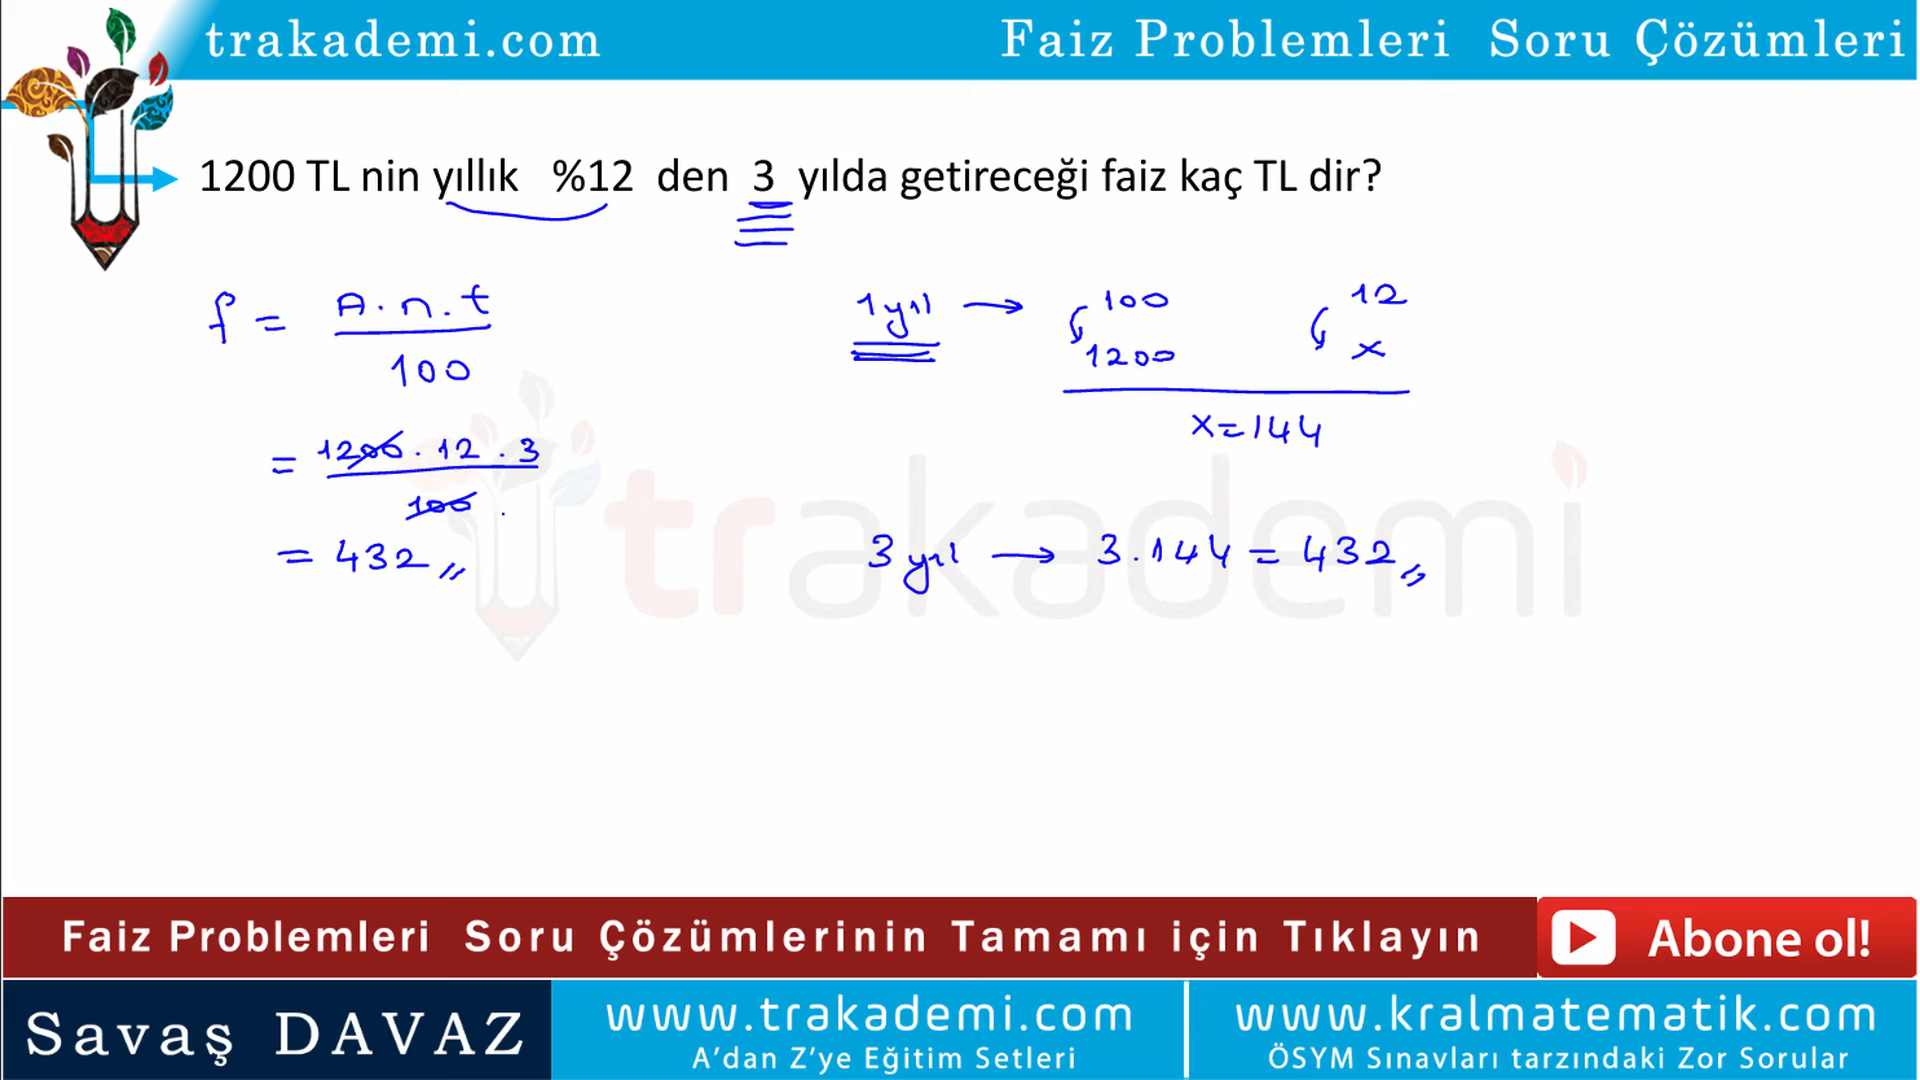 trakademi.com
Faiz Problemleri Soru Çözümleri
1200 TL nin yıllık %12 den 3 yılda getireceği faiz kaç TL dir?
f = A.n.t
100
= 1200 . 12 . 3
100
= 432 „
1 yıl → 100 12
1200 x
x=144
3 yıl → 3.144 = 432 „
trakademi
Faiz Problemleri Soru Çözümlerinin Tamamı için Tıklayın
Abone ol!
Savaş DAVAZ
www.trakademi.com
A’dan Z’ye Eğitim Setleri
www.kralmatematik.com
ÖSYM Sınavları tarzındaki Zor Sorular